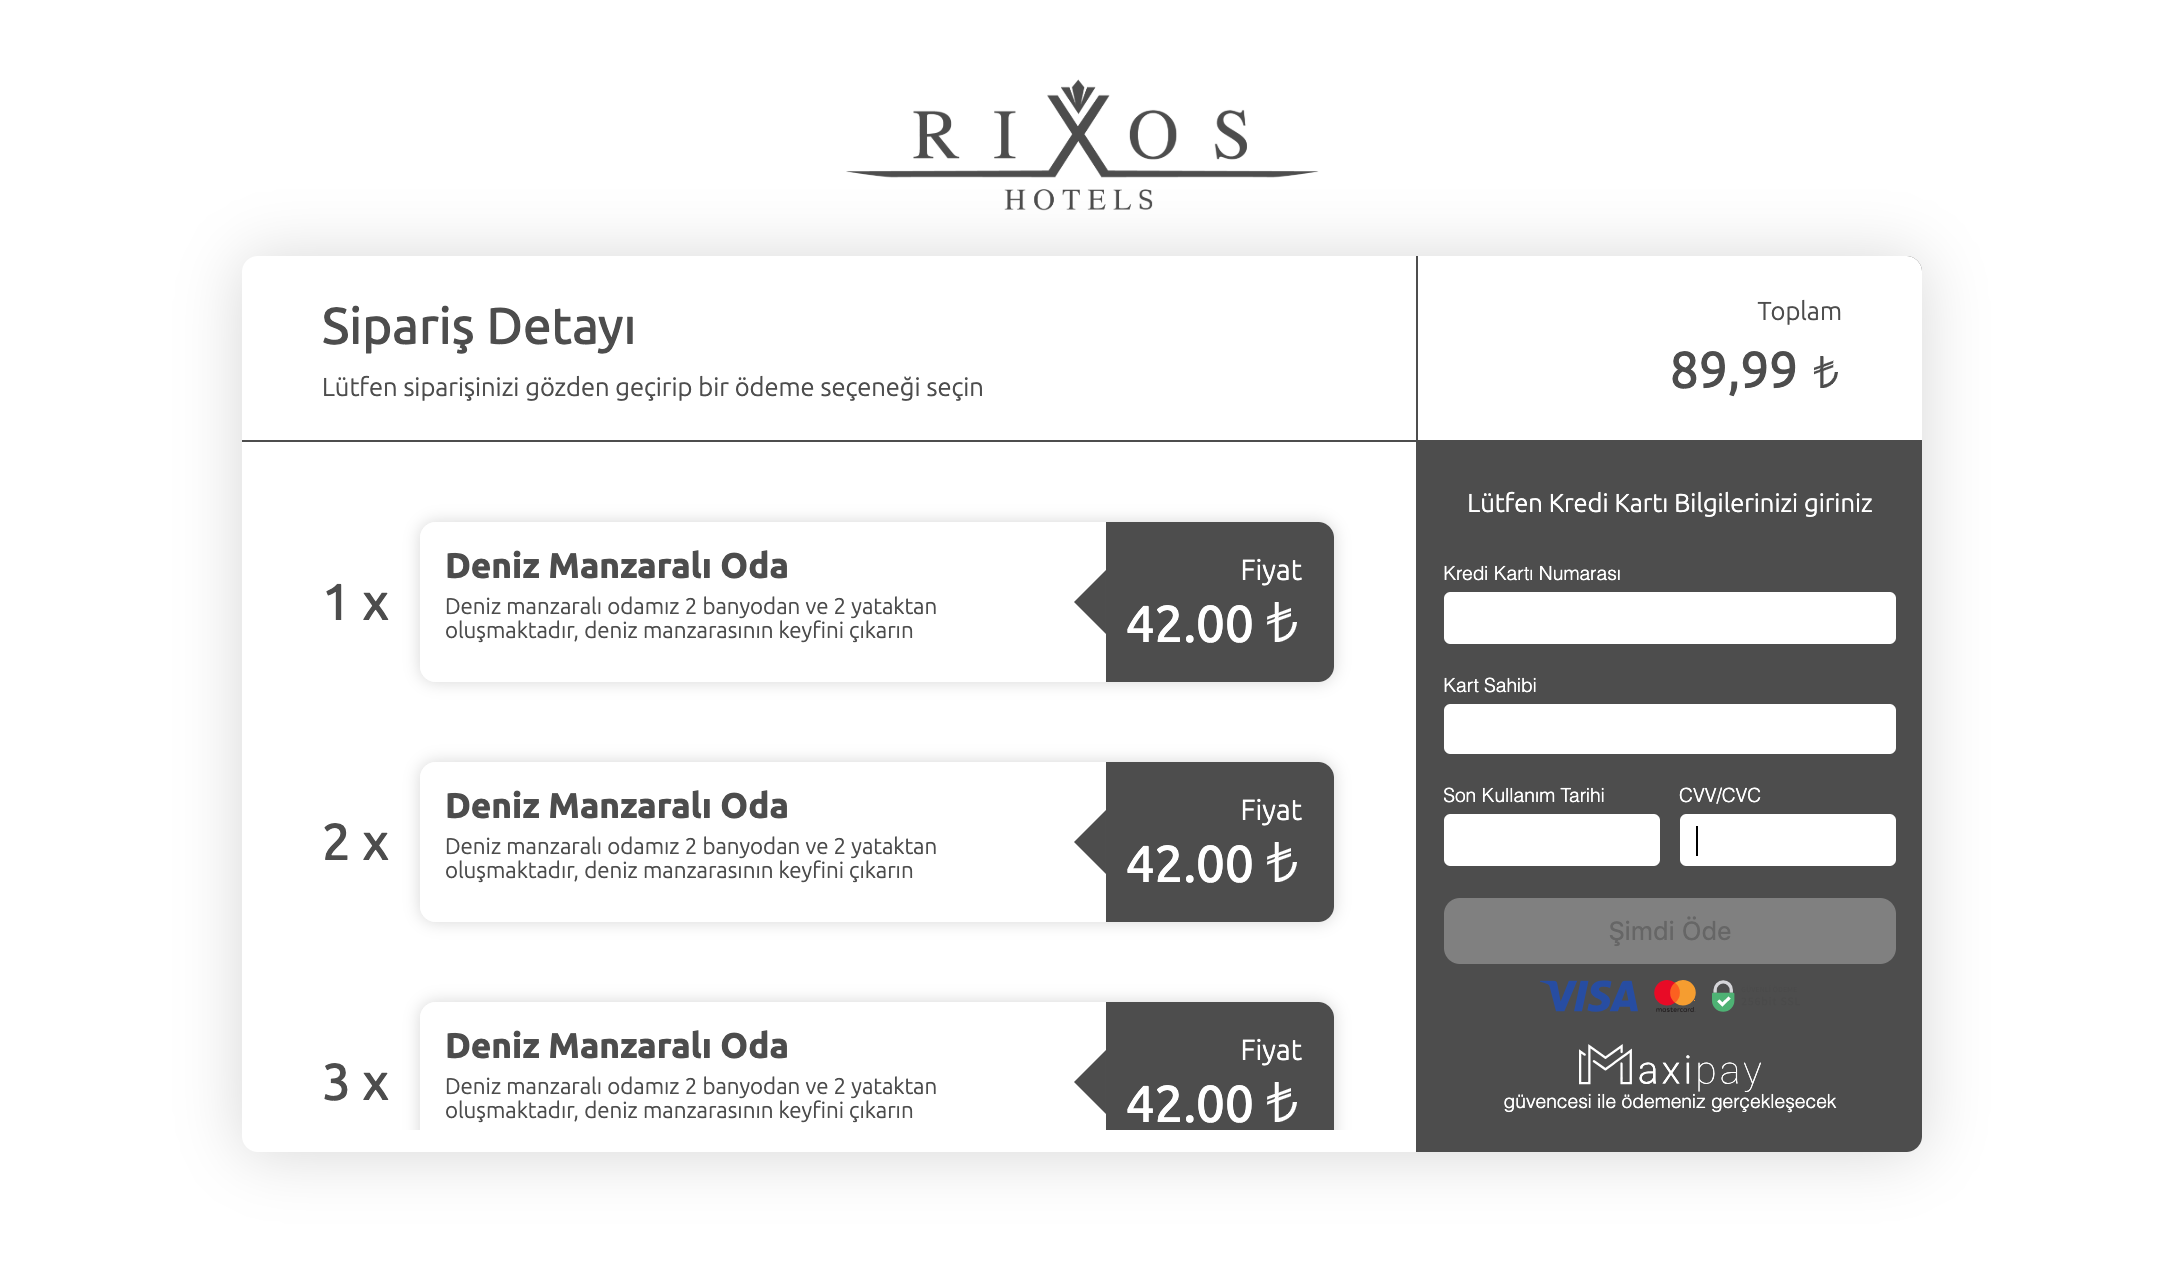 RIXOS
HOTELS
Sipariş Detayı
Lütfen siparişinizi gözden geçirip bir ödeme seçeneği seçin
Toplam
89,99 ₺
1 x
Deniz Manzaralı Oda
Deniz manzaralı odamız 2 banyodan ve 2 yataktan
oluşmaktadır, deniz manzarasının keyfini çıkarın
Fiyat
42.00 ₺
2 x
Deniz Manzaralı Oda
Deniz manzaralı odamız 2 banyodan ve 2 yataktan
oluşmaktadır, deniz manzarasının keyfini çıkarın
Fiyat
42.00 ₺
3 x
Deniz Manzaralı Oda
Deniz manzaralı odamız 2 banyodan ve 2 yataktan
oluşmaktadır, deniz manzarasının keyfini çıkarın
Fiyat
42.00 ₺
Lütfen Kredi Kartı Bilgilerinizi giriniz
Kredi Kartı Numarası
Kart Sahibi
Son Kullanım Tarihi
CVV/CVC
Şimdi Öde
VISA
mastercard
Maxipay
güvencesi ile ödemeniz gerçekleşecek